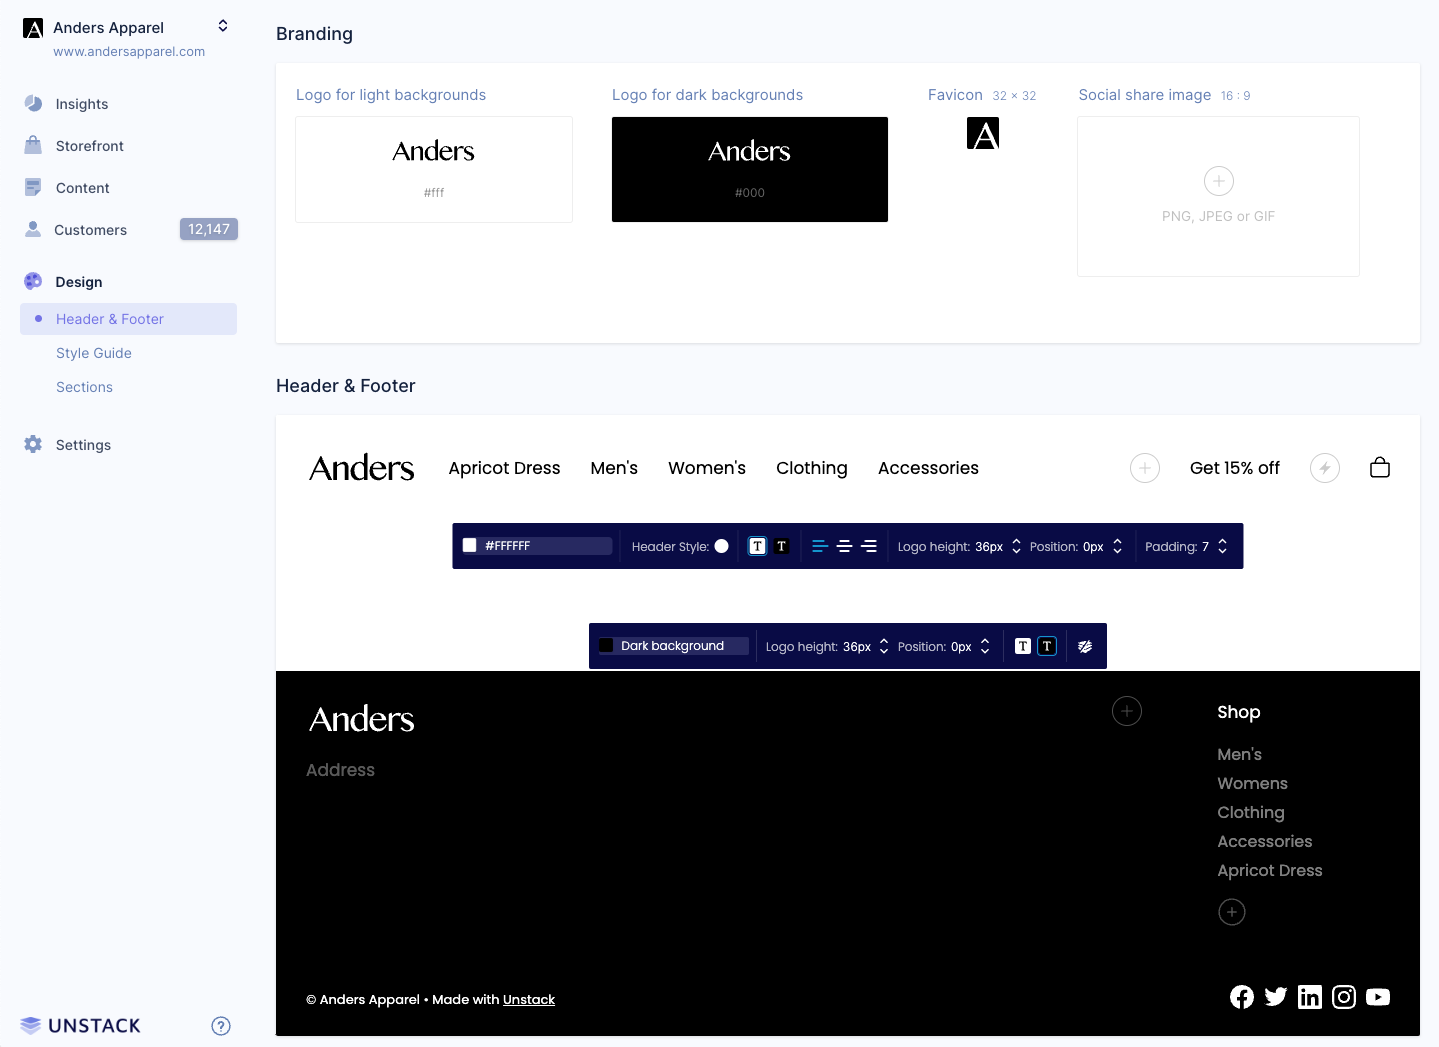 Anders Apparel
www.andersapparel.com
Insights
Storefront
Content
Customers 12,147
Design
Header & Footer
Style Guide
Sections
Settings
UNSTACK ?
Branding
Logo for light backgrounds
Anders
#fff
Logo for dark backgrounds
Anders
#000
Favicon 32 × 32
A
Social share image 16 : 9
PNG, JPEG or GIF
Header & Footer
Anders Apricot Dress Men's Women's Clothing Accessories Get 15% off
#FFFFFF Header Style: T T Logo height: 36px Position: 0px Padding: 7
Dark background Logo height: 36px Position: 0px T T
Anders
Address
Shop
Men's
Womens
Clothing
Accessories
Apricot Dress
© Anders Apparel • Made with Unstack